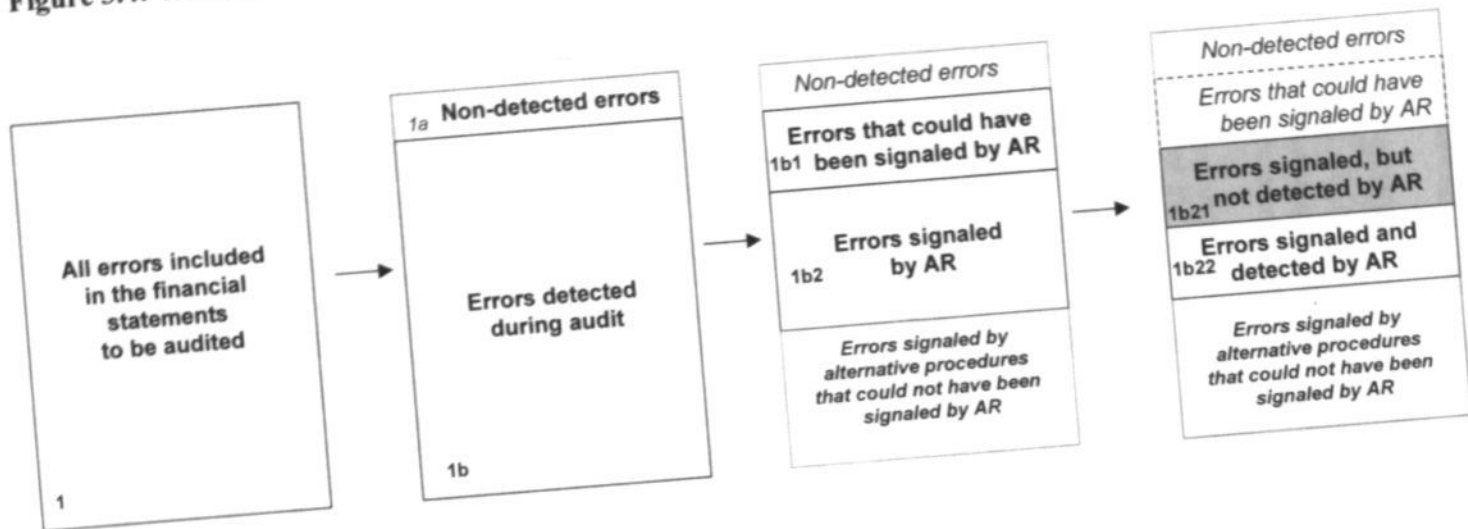 All errors included
in the financial
statements
to be audited
1
1a Non-detected errors
Errors detected
during audit
1b
Non-detected errors
Errors that could have
1b1 been signaled by AR
Errors signaled
1b2 by AR
Errors signaled by
alternative procedures
that could not have been
signaled by AR
Non-detected errors
Errors that could have
been signaled by AR
Errors signaled, but
1b21 not detected by AR
Errors signaled and
1b22 detected by AR
Errors signaled by
alternative procedures
that could not have been
signaled by AR